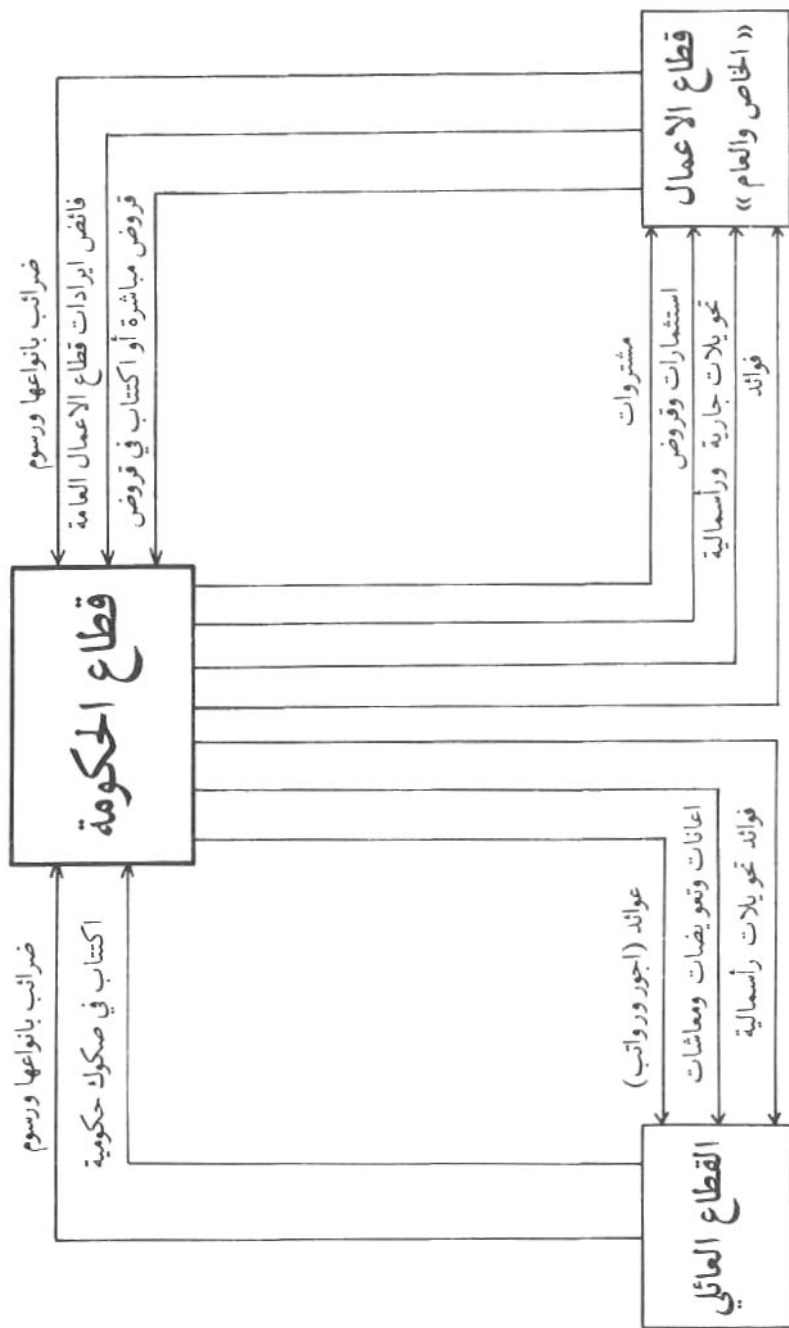 قطاع الحكومة
ضرائب بانواعها ورسوم
فائض ايرادات قطاع الاعمال العامة
قروض مباشرة أو اكتتاب في قروض
ضرائب بانواعها ورسوم
اكتتاب في صكوك حكومية
مشتروات
استثمارات وقروض
تحويلات جارية ورأسمالية
فوائد
عوائد (اجور ورواتب)
اعانات وتعويضات ومعاشات
فوائد تحويلات رأسمالية
قطاع الاعمال
« الخاص والعام »
القطاع العائلي